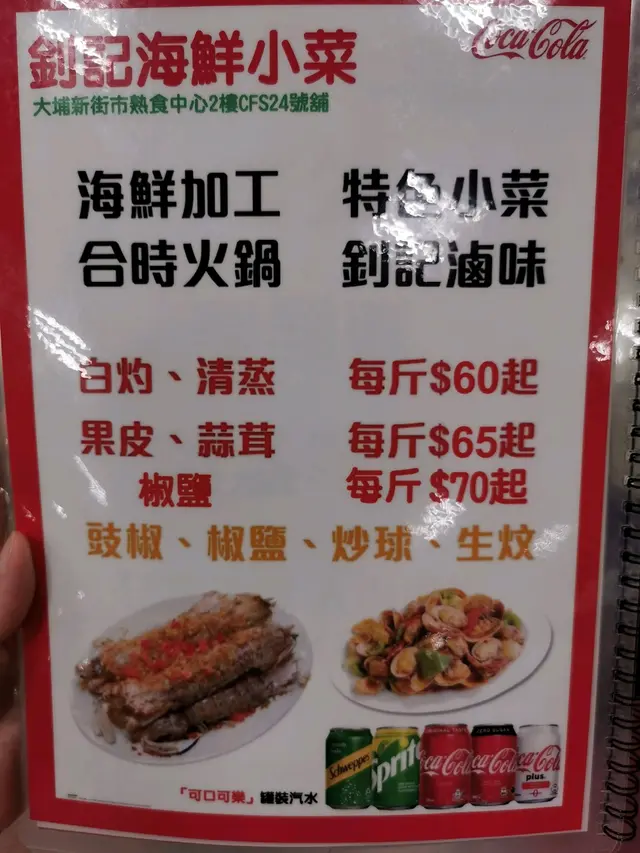 釗記海鮮小菜
Coca-Cola
大埔新街市熟食中心2樓CFS24號舖
海鮮加工 特色小菜
合時火鍋 釗記滷味
白灼、清蒸 每斤$60起
果皮、蒜茸 每斤$65起
椒鹽 每斤$70起
豉椒、椒鹽、炒球、生炆
Schweppes
Sprite
ORIGINAL TASTE
Coca-Cola
ZERO SUGAR
Coca-Cola
Coca-Cola
plus
「可口可樂」罐裝汽水